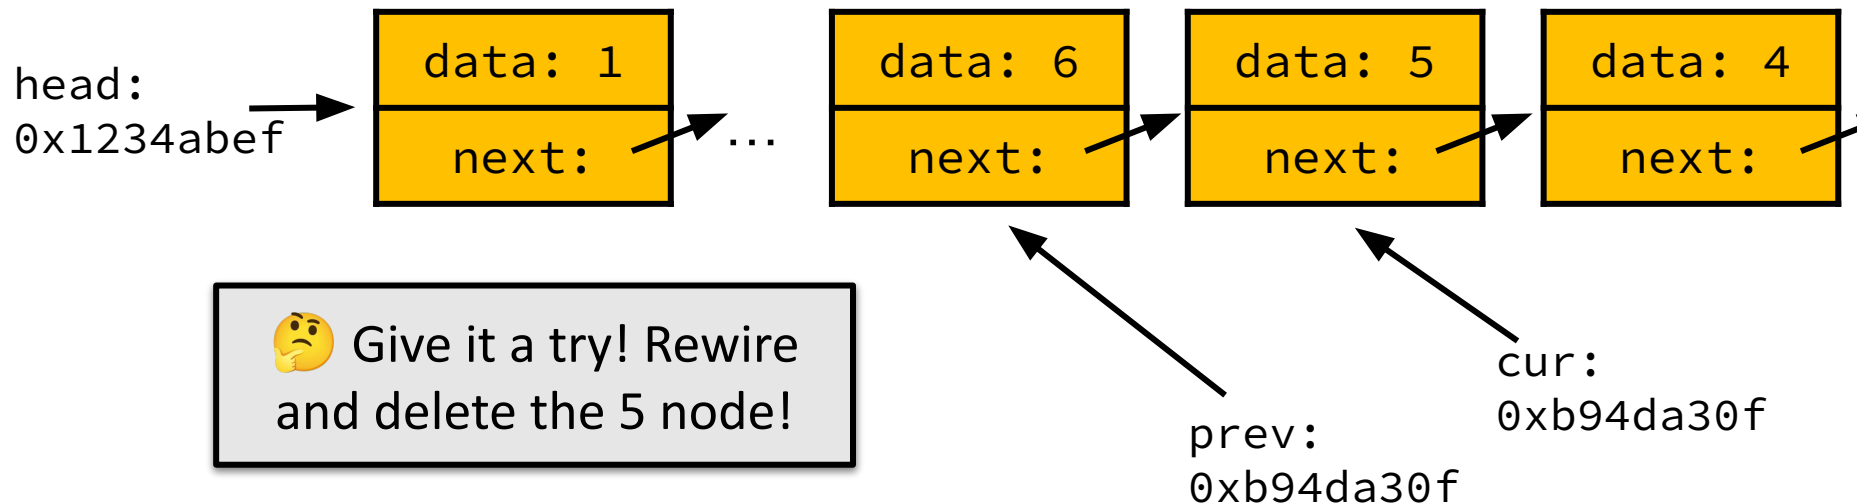 head:
0x1234abef
data: 1
next:
...
data: 6
next:
data: 5
next:
data: 4
next:
🤔 Give it a try! Rewire
and delete the 5 node!
prev:
0xb94da30f
cur:
0xb94da30f